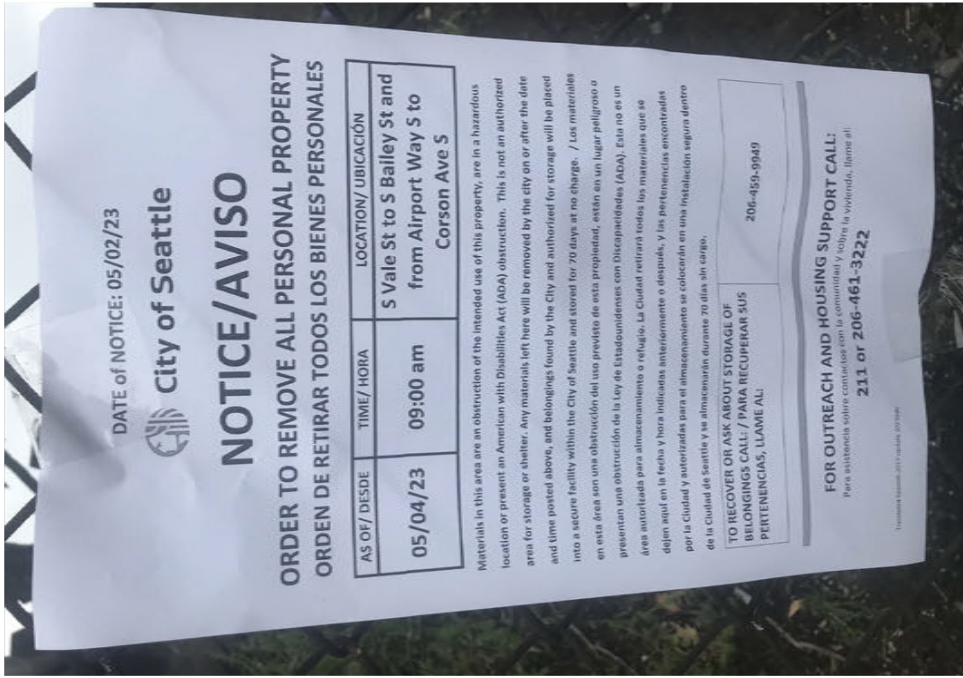 DATE of NOTICE: 05/02/23
City of Seattle
NOTICE/AVISO
ORDER TO REMOVE ALL PERSONAL PROPERTY
ORDEN DE RETIRAR TODOS LOS BIENES PERSONALES
AS OF/ DESDE TIME/ HORA LOCATION/ UBICACIÓN
05/04/23 09:00 am S Vale St to S Bailey St and
from Airport Way S to
Corson Ave S
Materials in this area are an obstruction of the intended use of this property, are in a hazardous
location or present an American with Disabilities Act (ADA) obstruction. This is not an authorized
area for storage or shelter. Any materials left here will be removed by the city on or after the date
and time posted above, and belongings found by the City and authorized for storage will be placed
into a secure facility within the City of Seattle and stored for 70 days at no charge. / Los materiales
en esta área son una obstrucción del uso previsto de esta propiedad, están en un lugar peligroso o
presentan una obstrucción de la Ley de Estadounidenses con Discapacidades (ADA). Esta no es un
área autorizada para almacenamiento o refugio. La Ciudad retirará todos los materiales que se
dejen aquí en la fecha y hora indicadas anteriormente o después, y las pertenencias encontradas
por la Ciudad y autorizadas para el almacenamiento se colocarán en una instalación segura dentro
de la Ciudad de Seattle y se almacenarán durante 70 días sin cargo.
TO RECOVER OR ASK ABOUT STORAGE OF
BELONGINGS CALL: / PARA RECUPERAR SUS
PERTENENCIAS, LLAME AL:
206-459-9949
FOR OUTREACH AND HOUSING SUPPORT CALL:
Para asistencia sobre contactos con la comunidad y sobre la vivienda, llame al:
211 or 206-461-3222